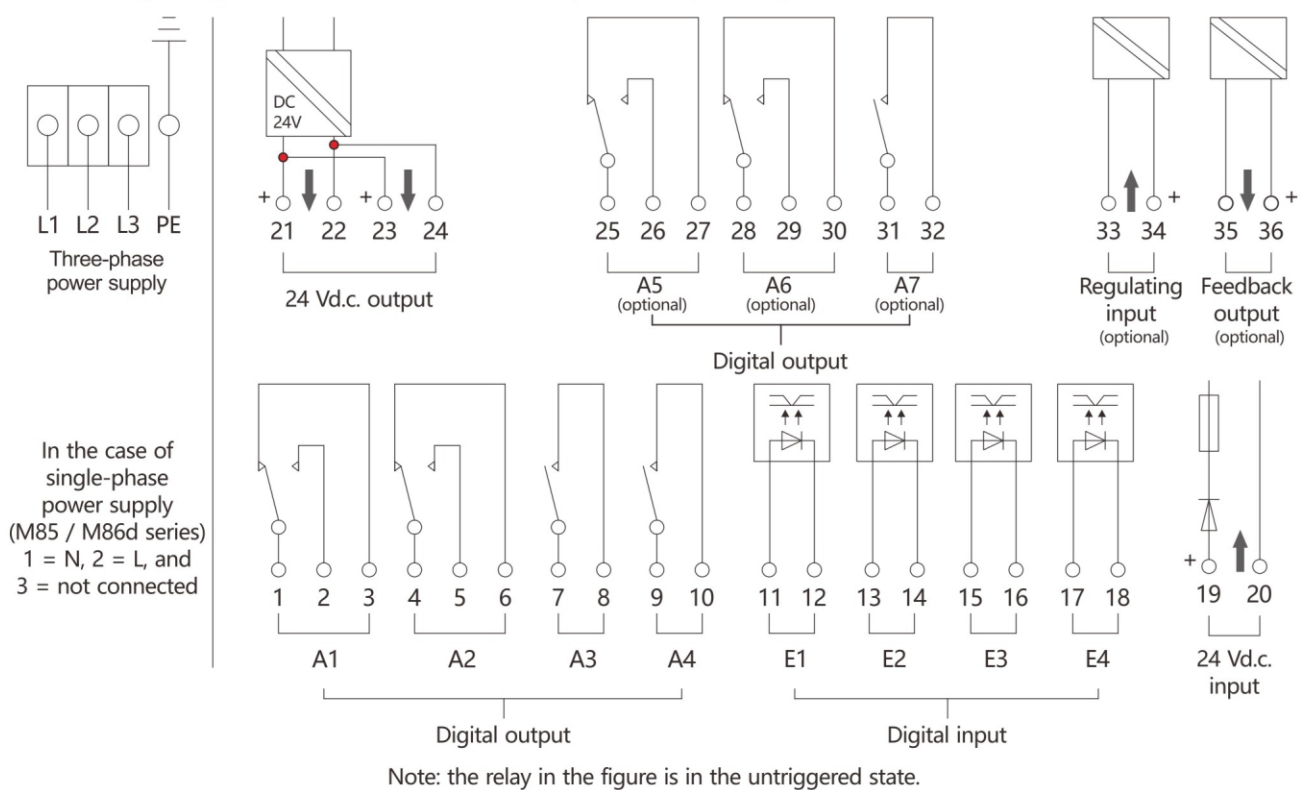 DC
24V
+
+
21 22 23 24
24 Vd.c. output
L1 L2 L3 PE
Three-phase
power supply
25 26 27 28 29 30 31 32
A5
(optional)
A6
(optional)
A7
(optional)
Digital output
+
33 34
Regulating
input
(optional)
+
35 36
Feedback
output
(optional)
In the case of
single-phase
power supply
(M85 / M86d series)
1 = N, 2 = L, and
3 = not connected
1 2 3 4 5 6 7 8 9 10
A1 A2 A3 A4
Digital output
11 12 13 14 15 16 17 18
E1 E2 E3 E4
Digital input
+
19 20
24 Vd.c.
input
Note: the relay in the figure is in the untriggered state.